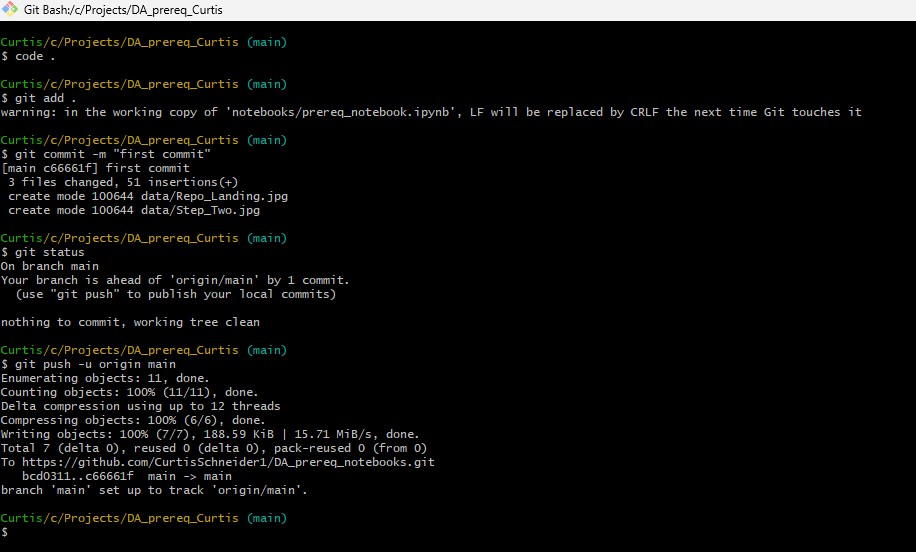 Git Bash:/c/Projects/DA_prereq_Curtis
Curtis/c/Projects/DA_prereq_Curtis (main)
$ code .
Curtis/c/Projects/DA_prereq_Curtis (main)
$ git add .
warning: in the working copy of 'notebooks/prereq_notebook.ipynb', LF will be replaced by CRLF the next time Git touches it
Curtis/c/Projects/DA_prereq_Curtis (main)
$ git commit -m "first commit"
[main c66661f] first commit
 3 files changed, 51 insertions(+)
 create mode 100644 data/Repo_Landing.jpg
 create mode 100644 data/Step_Two.jpg
Curtis/c/Projects/DA_prereq_Curtis (main)
$ git status
On branch main
Your branch is ahead of 'origin/main' by 1 commit.
  (use "git push" to publish your local commits)
nothing to commit, working tree clean
Curtis/c/Projects/DA_prereq_Curtis (main)
$ git push -u origin main
Enumerating objects: 11, done.
Counting objects: 100% (11/11), done.
Delta compression using up to 12 threads
Compressing objects: 100% (6/6), done.
Writing objects: 100% (7/7), 188.59 KiB | 15.71 MiB/s, done.
Total 7 (delta 0), reused 0 (delta 0), pack-reused 0 (from 0)
To https://github.com/CurtisSchneider1/DA_prereq_notebooks.git
   bcd0311..c66661f  main -> main
branch 'main' set up to track 'origin/main'.
Curtis/c/Projects/DA_prereq_Curtis (main)
$